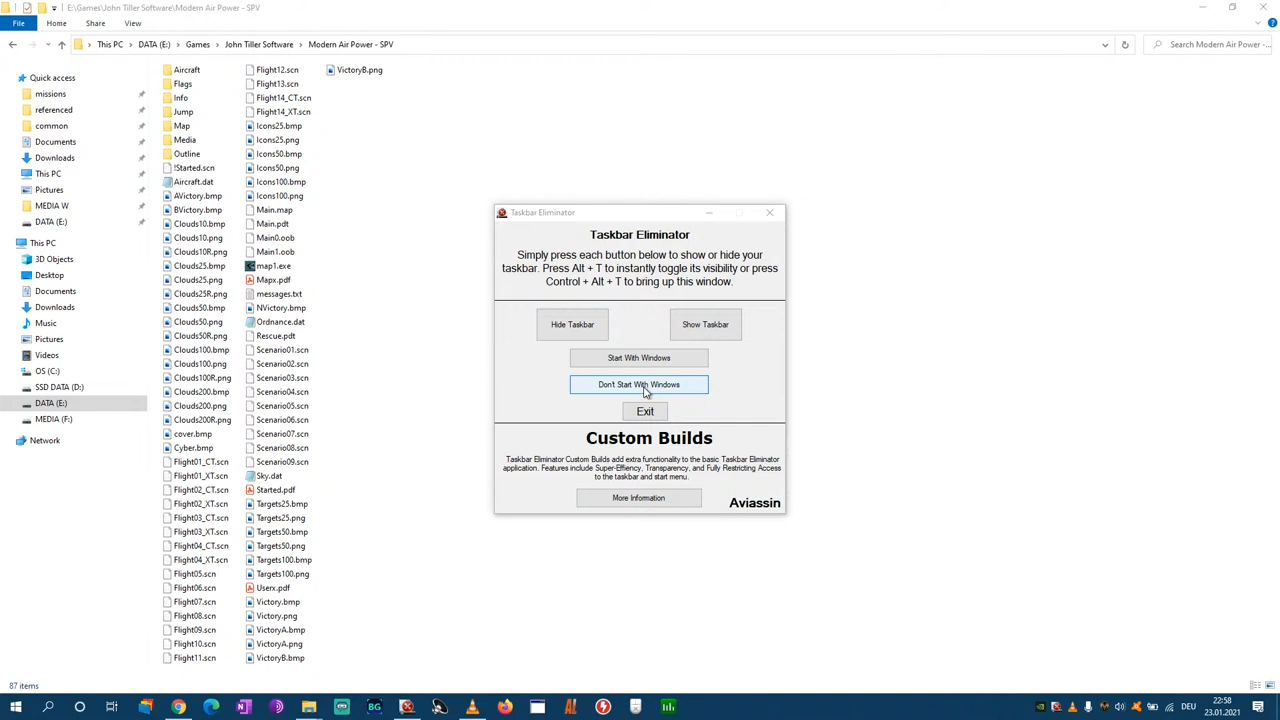 E:\Games\John Tiller Software\Modern Air Power - SPV
File
Home
Share
View
This PC
DATA (E:)
Games
John Tiller Software
Modern Air Power - SPV
Search Modern Air Power -...
Quick access
missions
referenced
common
Documents
Downloads
This PC
Pictures
MEDIA W
DATA (E:)
This PC
3D Objects
Desktop
Documents
Downloads
Music
Pictures
Videos
OS (C:)
SSD DATA (D:)
DATA (E:)
MEDIA (F:)
Network
Aircraft
Flags
Info
Jump
Map
Media
Outline
!Started.scn
Aircraft.dat
AVictory.bmp
BVictory.bmp
Clouds10.bmp
Clouds10.png
Clouds10R.png
Clouds25.bmp
Clouds25.png
Clouds25R.png
Clouds50.bmp
Clouds50.png
Clouds50R.png
Clouds100.bmp
Clouds100.png
Clouds100R.png
Clouds200.bmp
Clouds200.png
Clouds200R.png
cover.bmp
Cyber.bmp
Flight01_CT.scn
Flight01_XT.scn
Flight02_CT.scn
Flight02_XT.scn
Flight03_CT.scn
Flight03_XT.scn
Flight04_CT.scn
Flight04_XT.scn
Flight05.scn
Flight06.scn
Flight07.scn
Flight08.scn
Flight09.scn
Flight10.scn
Flight11.scn
Flight12.scn
Flight13.scn
Flight14_CT.scn
Flight14_XT.scn
Icons25.bmp
Icons25.png
Icons50.bmp
Icons50.png
Icons100.bmp
Icons100.png
Main.map
Main.pdt
Main0.oob
Main1.oob
map1.exe
Mapx.pdf
messages.txt
NVictory.bmp
Ordnance.dat
Rescue.pdt
Scenario01.scn
Scenario02.scn
Scenario03.scn
Scenario04.scn
Scenario05.scn
Scenario06.scn
Scenario07.scn
Scenario08.scn
Scenario09.scn
Sky.dat
Started.pdf
Targets25.bmp
Targets25.png
Targets50.bmp
Targets50.png
Targets100.bmp
Targets100.png
Userx.pdf
Victory.bmp
Victory.png
VictoryA.bmp
VictoryA.png
VictoryB.bmp
VictoryB.png
Taskbar Eliminator
Taskbar Eliminator
Simply press each button below to show or hide your
taskbar. Press Alt + T to instantly toggle its visibility or press
Control + Alt + T to bring up this window.
Hide Taskbar
Show Taskbar
Start With Windows
Don't Start With Windows
Exit
Custom Builds
Taskbar Eliminator Custom Builds add extra functionality to the basic Taskbar Eliminator
application. Features include Super-Effiency, Transparency, and Fully Restricting Access
to the taskbar and start menu.
More Information
Aviassin
87 items
BG
DEU
22:58
23.01.2021